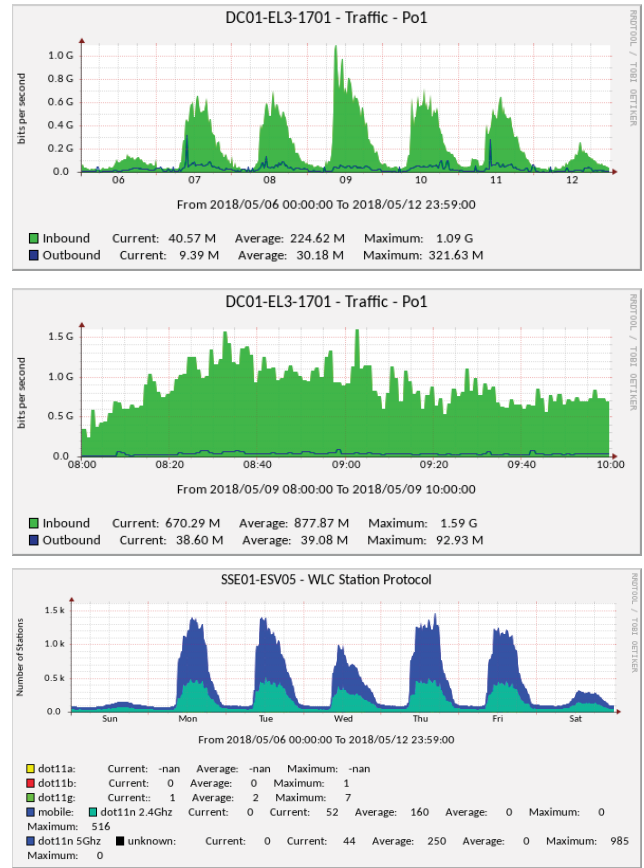 DC01-EL3-1701 - Traffic - Po1
RRDTOOL / TOBI OETIKER
bits per second
1.0 G
0.8 G
0.6 G
0.4 G
0.2 G
0.0
06 07 08 09 10 11 12
From 2018/05/06 00:00:00 To 2018/05/12 23:59:00
Inbound Current: 40.57 M Average: 224.62 M Maximum: 1.09 G
Outbound Current: 9.39 M Average: 30.18 M Maximum: 321.63 M
DC01-EL3-1701 - Traffic - Po1
RRDTOOL / TOBI OETIKER
bits per second
1.5 G
1.0 G
0.5 G
0.0
08:00 08:20 08:40 09:00 09:20 09:40 10:00
From 2018/05/09 08:00:00 To 2018/05/09 10:00:00
Inbound Current: 670.29 M Average: 877.87 M Maximum: 1.59 G
Outbound Current: 38.60 M Average: 39.08 M Maximum: 92.93 M
SSE01-ESV05 - WLC Station Protocol
RRDTOOL / TOBI OETIKER
Number of Stations
1.5 k
1.0 k
0.5 k
0.0
Sun Mon Tue Wed Thu Fri Sat
From 2018/05/06 00:00:00 To 2018/05/12 23:59:00
dot11a: Current: -nan Average: -nan Maximum: -nan
dot11b: Current: 0 Average: 0 Maximum: 1
dot11g: Current:: 1 Average: 2 Maximum: 7
mobile: dot11n 2.4Ghz Current: 0 Current: 52 Average: 160 Average: 0 Maximum: 0
Maximum: 516
dot11n 5Ghz unknown: Current: 0 Current: 44 Average: 250 Average: 0 Maximum: 985
Maximum: 0